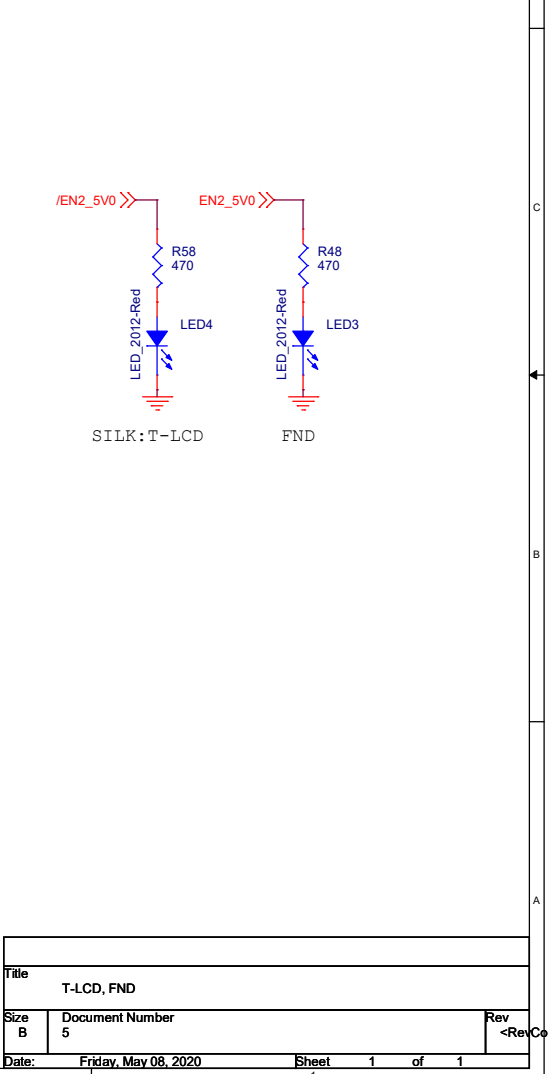 C
/EN2_5V0
EN2_5V0
R58
470
R48
470
LED_2012-Red
LED4
LED_2012-Red
LED3
SILK:T-LCD
FND
B
A
Title
T-LCD, FND
Size
Document Number
Rev
B
5
<RevCo
Date:
Friday, May 08, 2020
Sheet
1
of
1